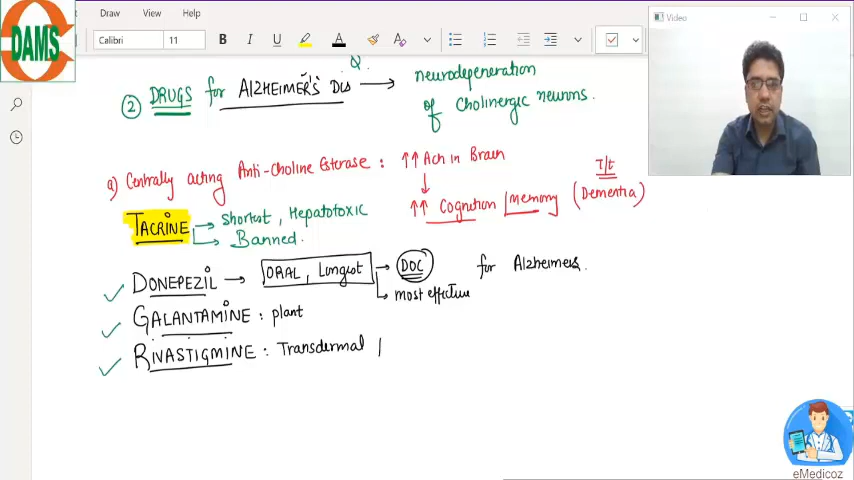 Draw Design View Help
DAMS
Calibri 11 B I U A
Video
② DRUGS for ALZHEIMER'S Dis Q. → neurodegeneration
of Cholinergic neurons.
a) Centrally acting Anti-Choline Esterase : ↑↑ Ach in Brain
↓
↑↑ Cognition / memory (Dementia)
T/t
TACRINE → Shortest, Hepatotoxic
→ Banned.
✓ DONEPEZIL → ORAL, Longest → DOC for Alzheimers.
→ most effective
✓ GALANTAMINE : plant
✓ RIVASTIGMINE : Transdermal
eMedicoz